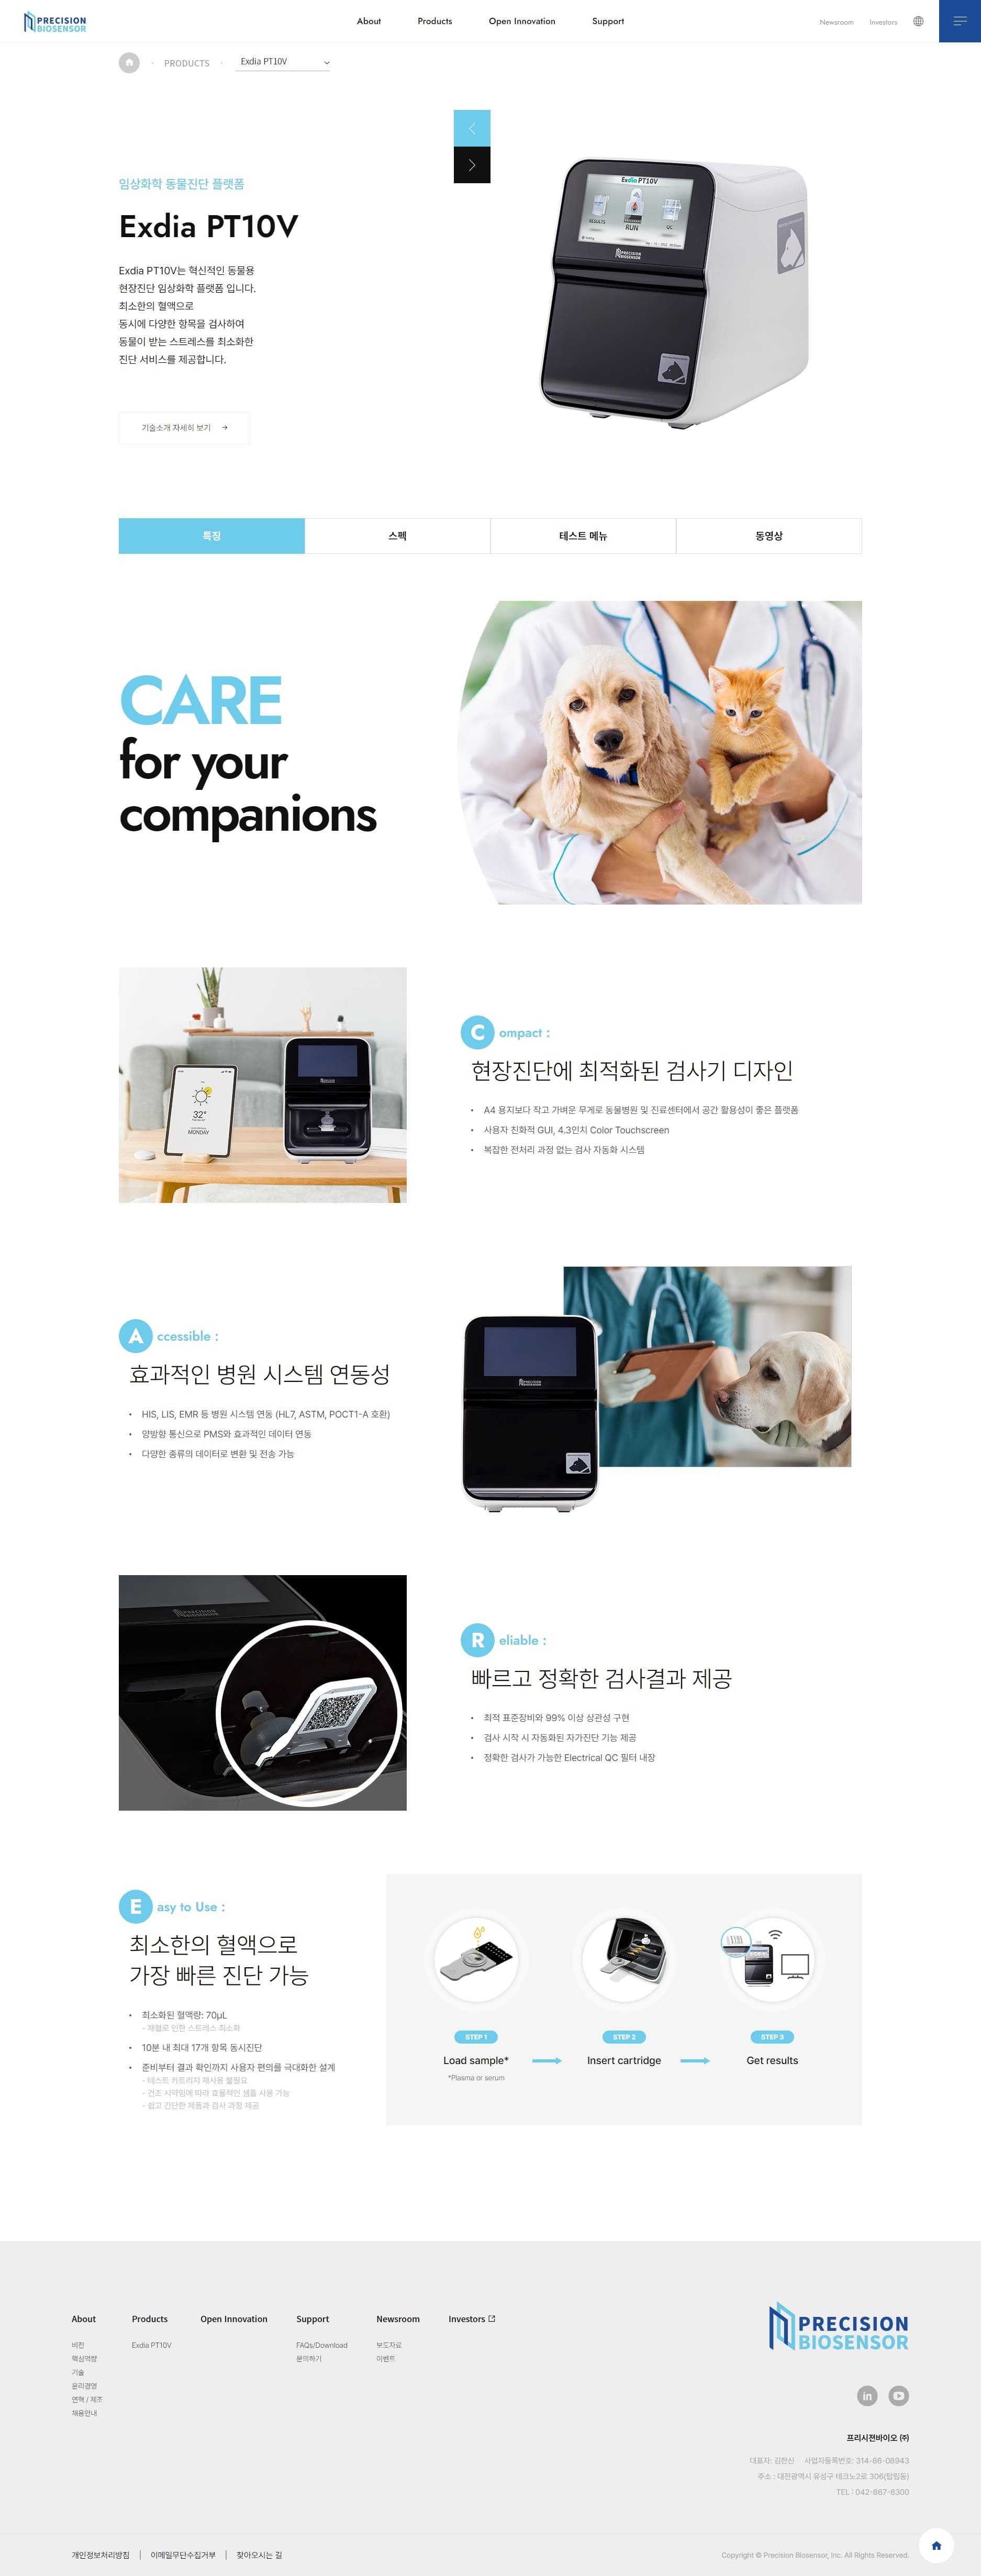 PRECISION
BIOSENSOR
About
Products
Open Innovation
Support
Newsroom
Investors
PRODUCTS
Exdia PT10V
임상화학 동물진단 플랫폼
Exdia PT10V
Exdia PT10V는 혁신적인 동물용
현장진단 임상화학 플랫폼 입니다.
최소한의 혈액으로
동시에 다양한 항목을 검사하여
동물이 받는 스트레스를 최소화한
진단 서비스를 제공합니다.
기술소개 자세히 보기
Exdia PT10V
RESULTS
RUN
QC
PRECISION
BIOSENSOR
특징
스펙
테스트 메뉴
동영상
CARE
for your
companions
32°
MONDAY
C ompact :
현장진단에 최적화된 검사기 디자인
• A4 용지보다 작고 가벼운 무게로 동물병원 및 진료센터에서 공간 활용성이 좋은 플랫폼
• 사용자 친화적 GUI, 4.3인치 Color Touchscreen
• 복잡한 전처리 과정 없는 검사 자동화 시스템
A ccessible :
효과적인 병원 시스템 연동성
• HIS, LIS, EMR 등 병원 시스템 연동 (HL7, ASTM, POCT1-A 호환)
• 양방향 통신으로 PMS와 효과적인 데이터 연동
• 다양한 종류의 데이터로 변환 및 전송 가능
PRECISION
BIOSENSOR
PRECISION
BIOSENSOR
R eliable :
빠르고 정확한 검사결과 제공
• 최적 표준장비와 99% 이상 상관성 구현
• 검사 시작 시 자동화된 자가진단 기능 제공
• 정확한 검사가 가능한 Electrical QC 필터 내장
E asy to Use :
최소한의 혈액으로
가장 빠른 진단 가능
• 최소화된 혈액량: 70μL
- 채혈로 인한 스트레스 최소화
• 10분 내 최대 17개 항목 동시진단
• 준비부터 결과 확인까지 사용자 편의를 극대화한 설계
- 테스트 카트리지 재사용 불필요
- 건조 시약임에 따라 효율적인 샘플 사용 가능
- 쉽고 간단한 제품과 검사 과정 제공
STEP 1
Load sample*
*Plasma or serum
STEP 2
Insert cartridge
STEP 3
Get results
About
비전
핵심역량
기술
윤리경영
연혁 / 제조
채용안내
Products
Exdia PT10V
Open Innovation
Support
FAQs/Download
문의하기
Newsroom
보도자료
이벤트
Investors
PRECISION
BIOSENSOR
in
프리시젼바이오 ㈜
대표자: 김한신 사업자등록번호: 314-86-08943
주소 : 대전광역시 유성구 테크노2로 306(탑립동)
TEL : 042-867-6300
개인정보처리방침
이메일무단수집거부
찾아오시는 길
Copyright © Precision Biosensor, Inc. All Rights Reserved.